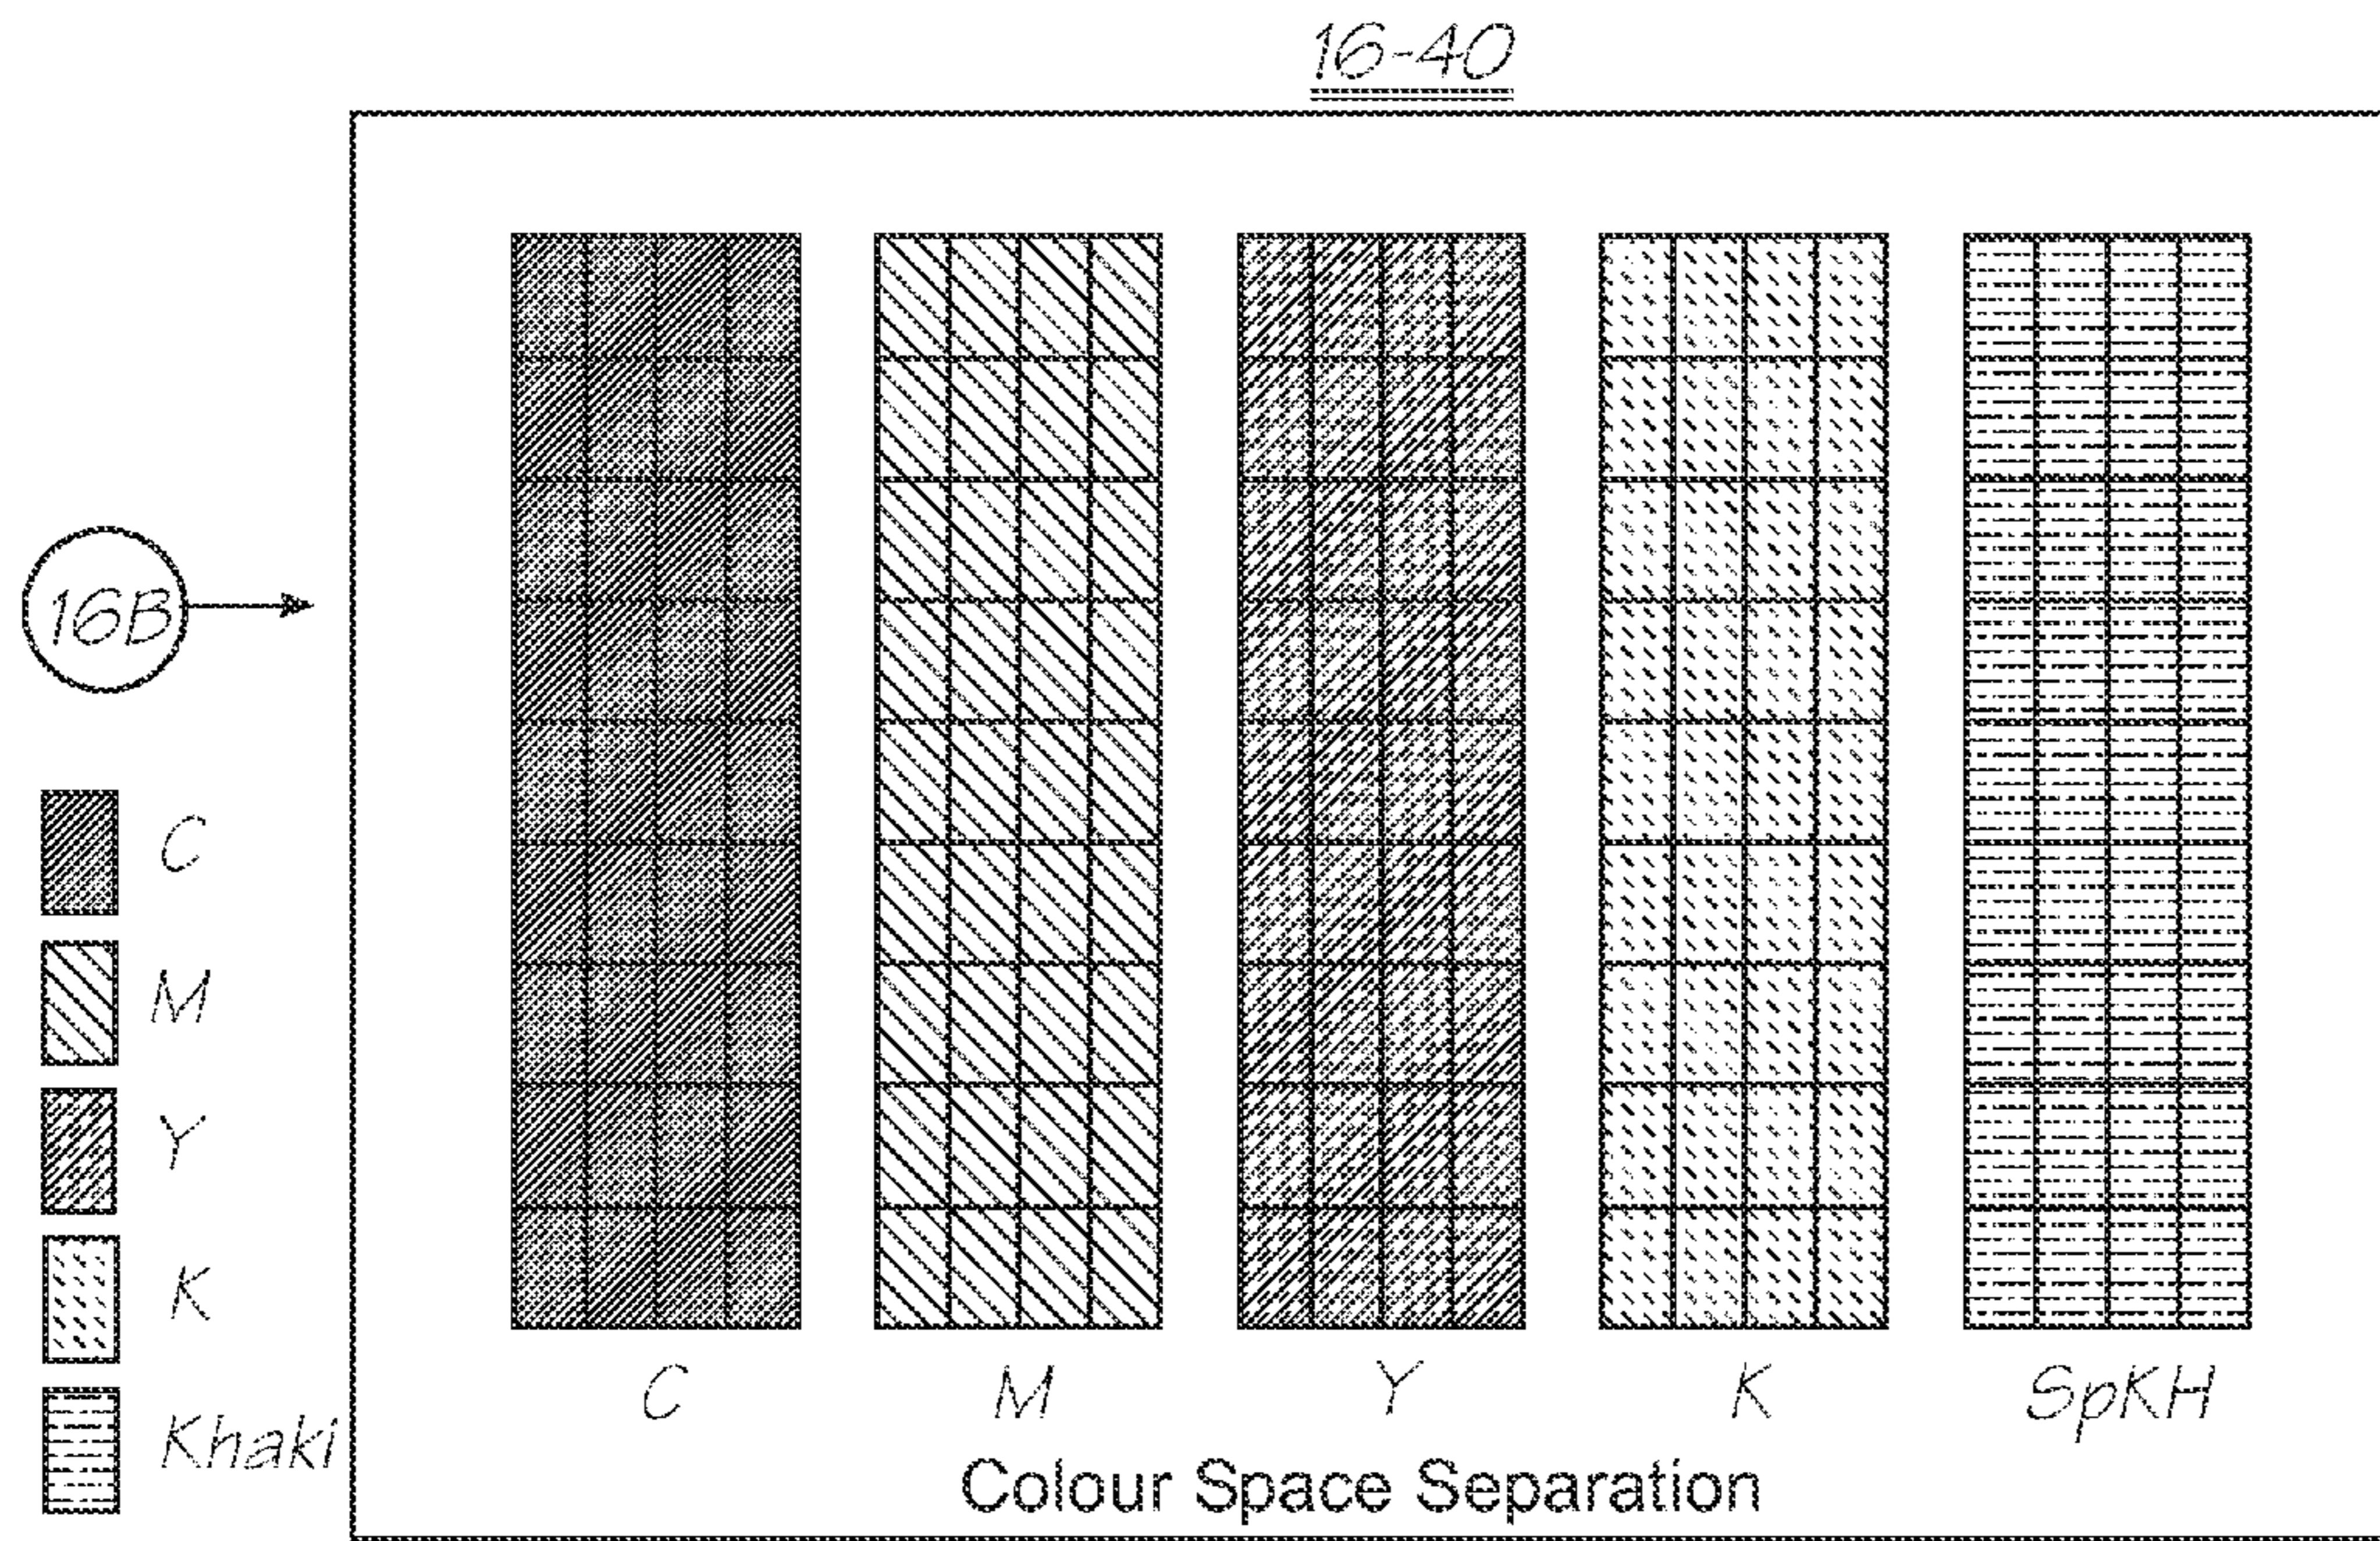 16-40
16B
C
M
Y
K
Khaki
C M Y K SpKH
Colour Space Separation